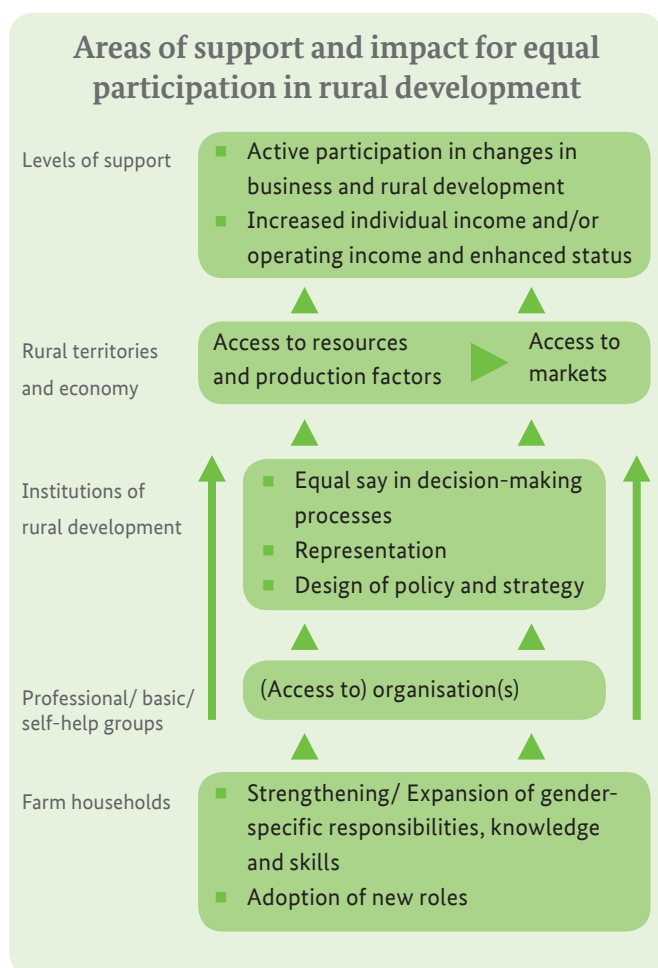 Areas of support and impact for equal
participation in rural development
Levels of support
▪ Active participation in changes in
business and rural development
▪ Increased individual income and/or
operating income and enhanced status
Rural territories
and economy
Access to resources
and production factors
Access to
markets
Institutions of
rural development
▪ Equal say in decision-making
processes
▪ Representation
▪ Design of policy and strategy
Professional/ basic/
self-help groups
(Access to) organisation(s)
Farm households
▪ Strengthening/ Expansion of gender-
specific responsibilities, knowledge
and skills
▪ Adoption of new roles